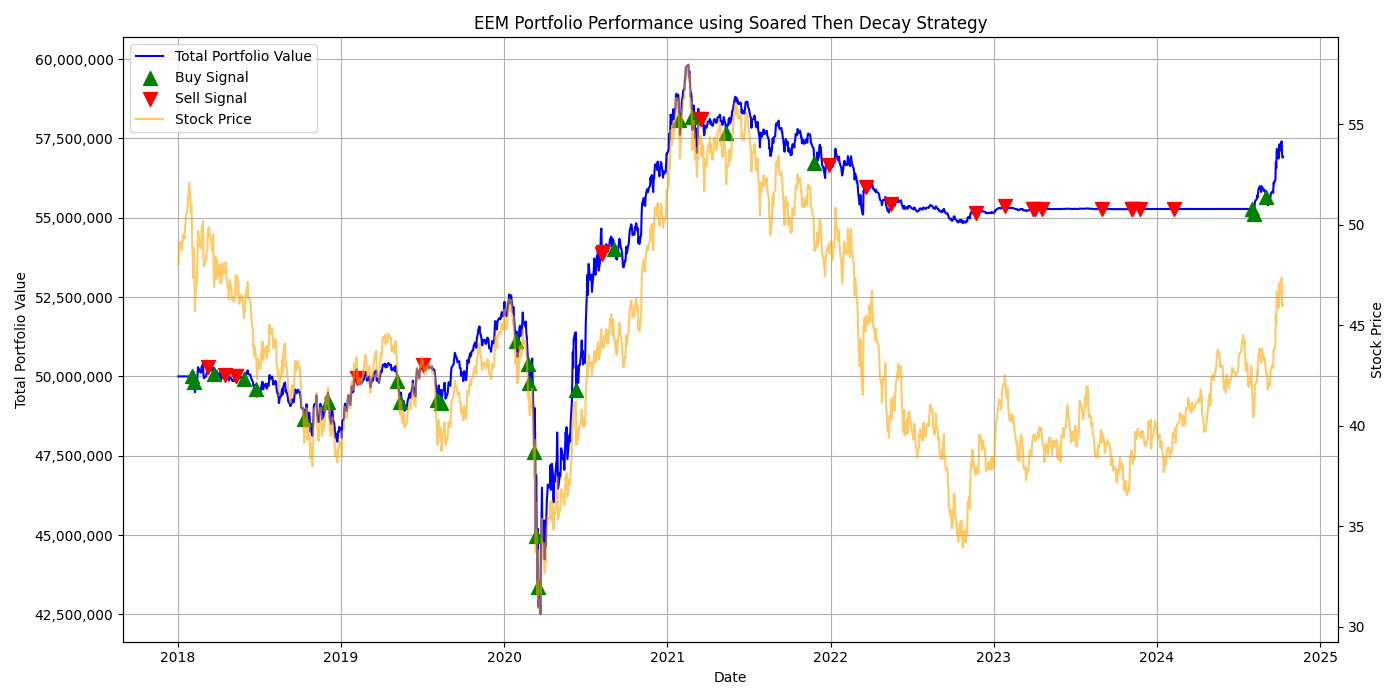 EEM Portfolio Performance using Soared Then Decay Strategy
Total Portfolio Value
Buy Signal
Sell Signal
Stock Price
60,000,000
57,500,000
55,000,000
52,500,000
50,000,000
47,500,000
45,000,000
42,500,000
Total Portfolio Value
55
50
45
40
35
30
Stock Price
2018
2019
2020
2021
2022
2023
2024
2025
Date